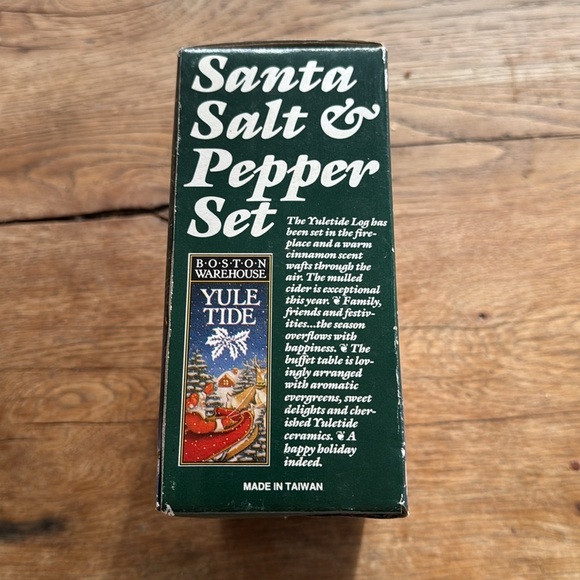 Santa
Salt &
Pepper
Set
The Yuletide Log has
been set in the fire-
place and a warm
cinnamon scent
wafts through the
air. The mulled
cider is exceptional
this year. ❦ Family,
friends and festiv-
ities...the season
overflows with
happiness. ❦ The
buffet table is lov-
ingly arranged
with aromatic
evergreens, sweet
delights and cher-
ished Yuletide
ceramics. ❦ A
happy holiday
indeed.
B•O•S•T•O•N
WAREHOUSE
YULE
TIDE
MADE IN TAIWAN